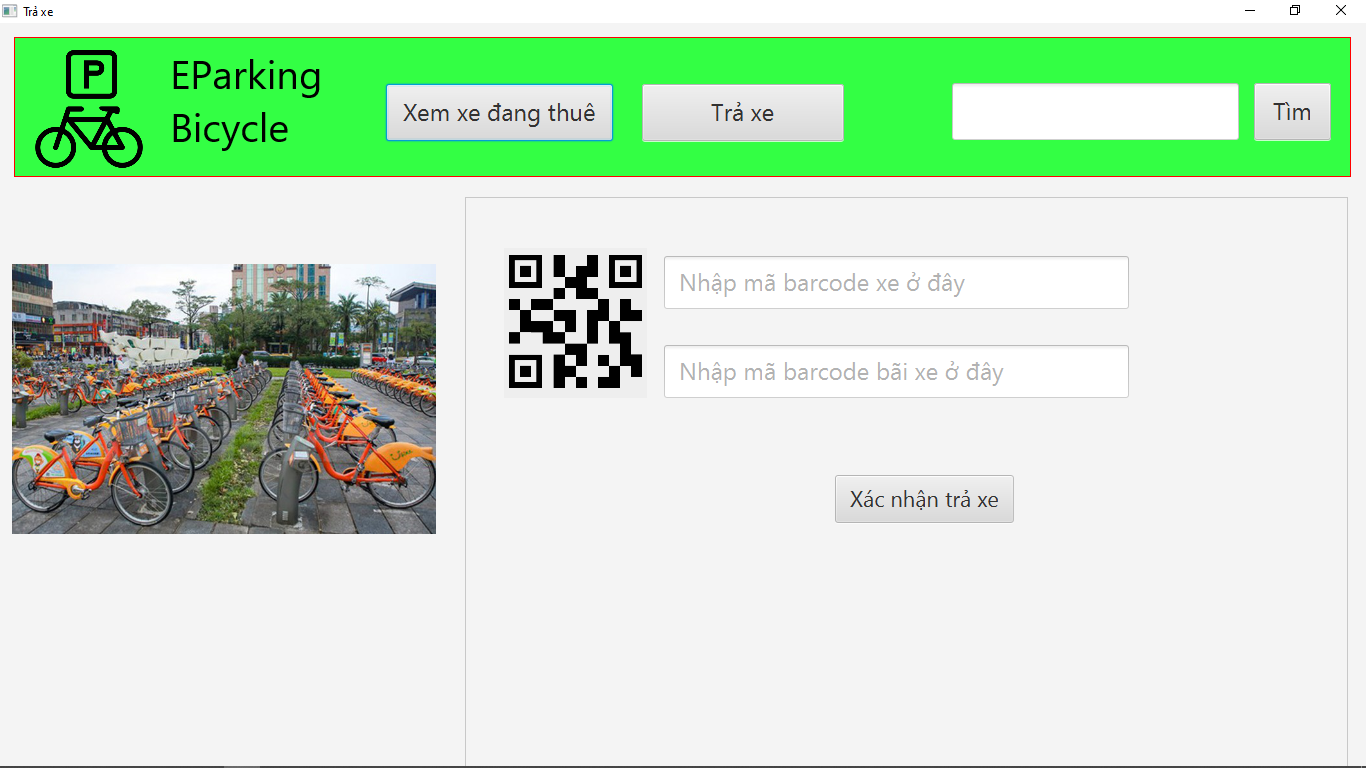 Trả xe
P
EParking
Bicycle
Xem xe đang thuê
Trả xe
Tìm
Nhập mã barcode xe ở đây
Nhập mã barcode bãi xe ở đây
Xác nhận trả xe